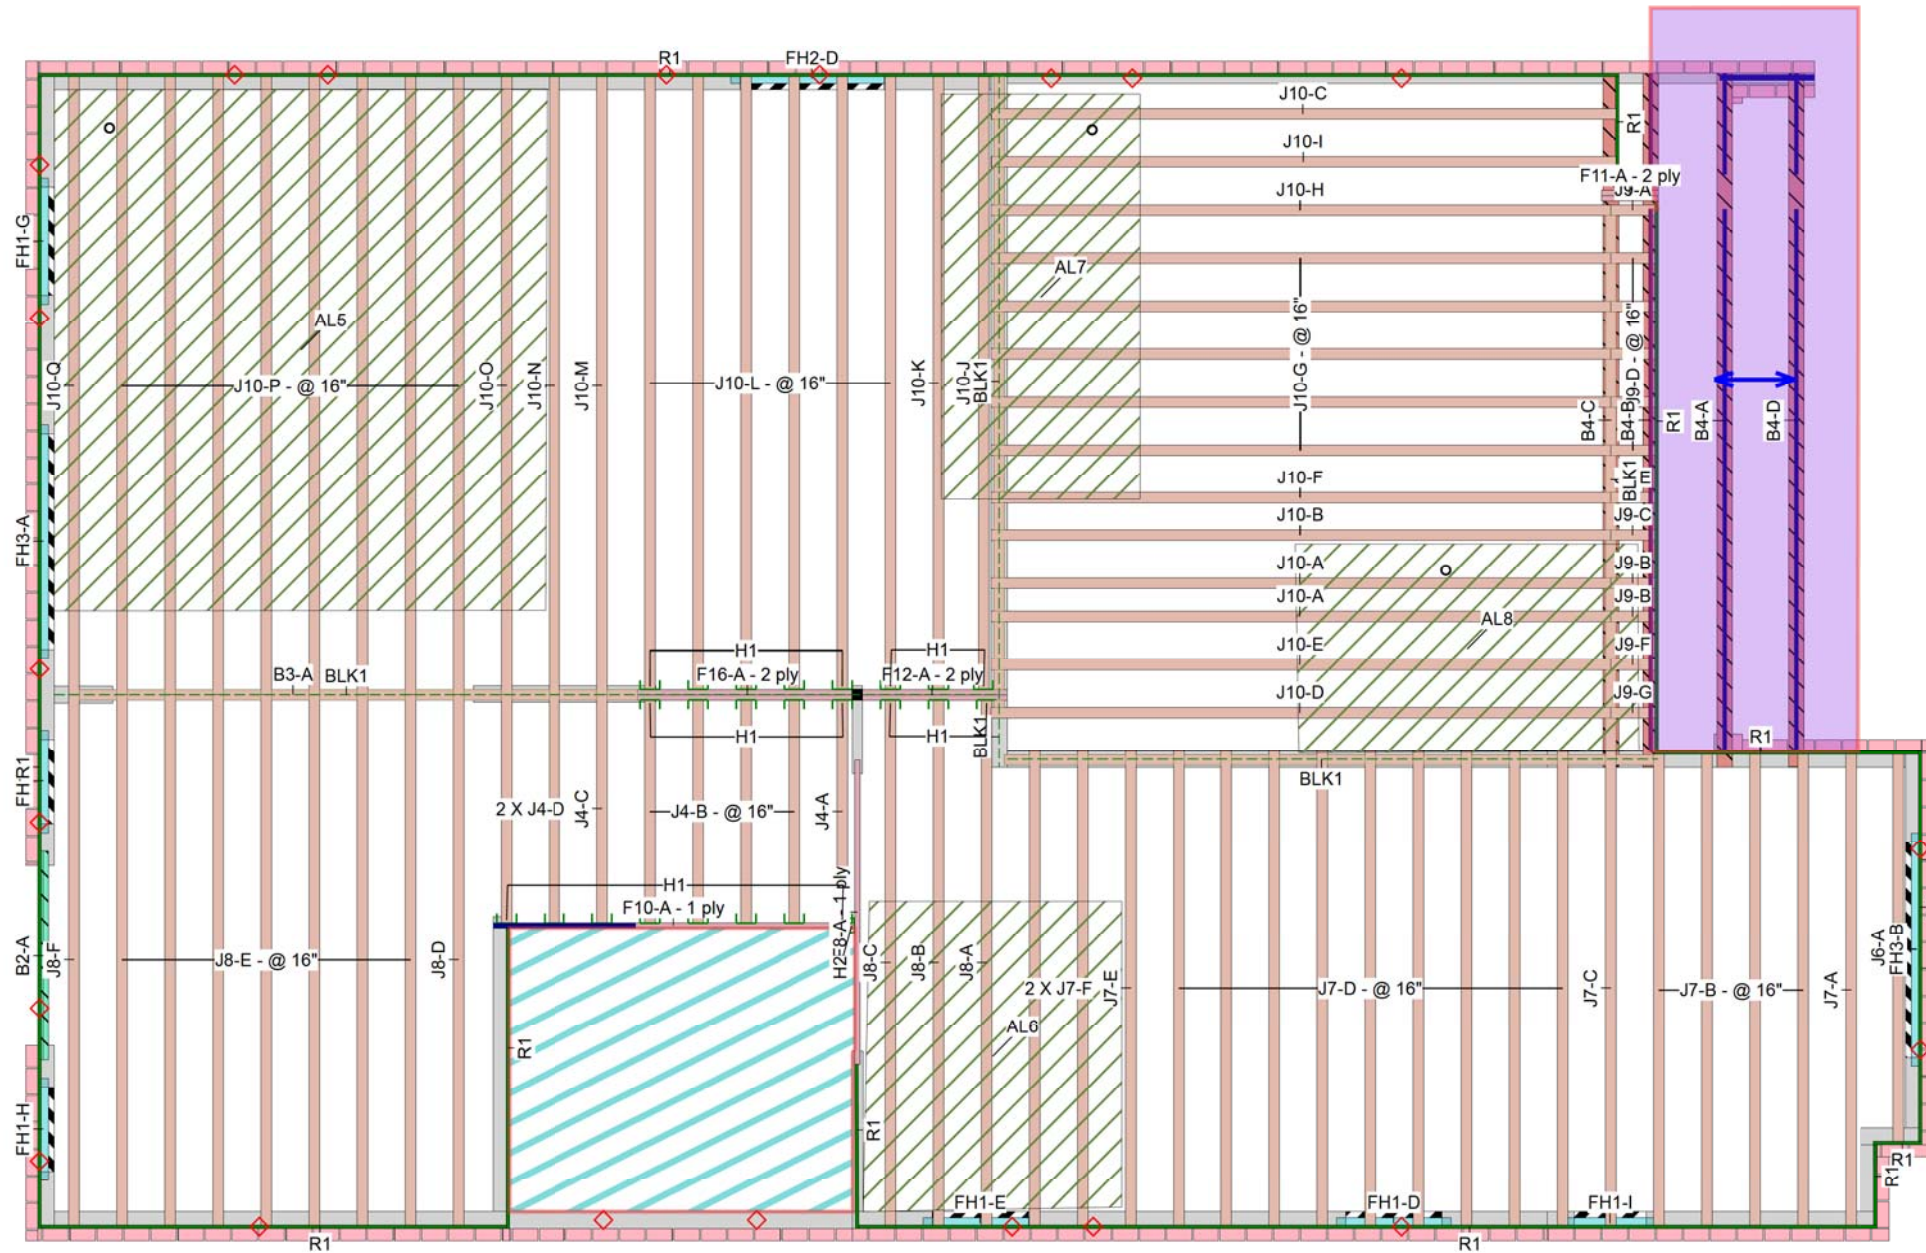 R1
FH2-D
J10-C
R1
J10-I
F11-A - 2 ply
J10-H
J9-A
FH1-G
AL7
AL5
J10-G - @ 16"
J9-D - @ 16"
J10-Q
J10-P - @ 16"
J10-O
J10-N
J10-M
J10-L - @ 16"
J10-K
J10-J
BLK1
B4-C
B4-B
R1
B4-A
B4-D
J10-F
BLK1
E
J10-B
J9-C
FH3-A
J10-A
J9-B
J10-A
J9-B
AL8
J10-E
J9-F
H1
H1
B3-A
BLK1
F16-A - 2 ply
F12-A - 2 ply
J10-D
J9-G
H1
H1
BLK1
R1
R1
BLK1
2 X J4-D
J4-C
J4-B - @ 16"
J4-A
H1
F10-A - 1 ply
B2-A
J8-F
J8-E - @ 16"
J8-D
J8-C
J8-B
J8-A
2 X J7-F
J7-E
J7-D - @ 16"
J7-C
J7-B - @ 16"
J7-A
J6-A
FH3-B
AL6
R1
FH1-H
R1
R1
R1
FH1-E
FH1-D
FH1-I
R1
R1